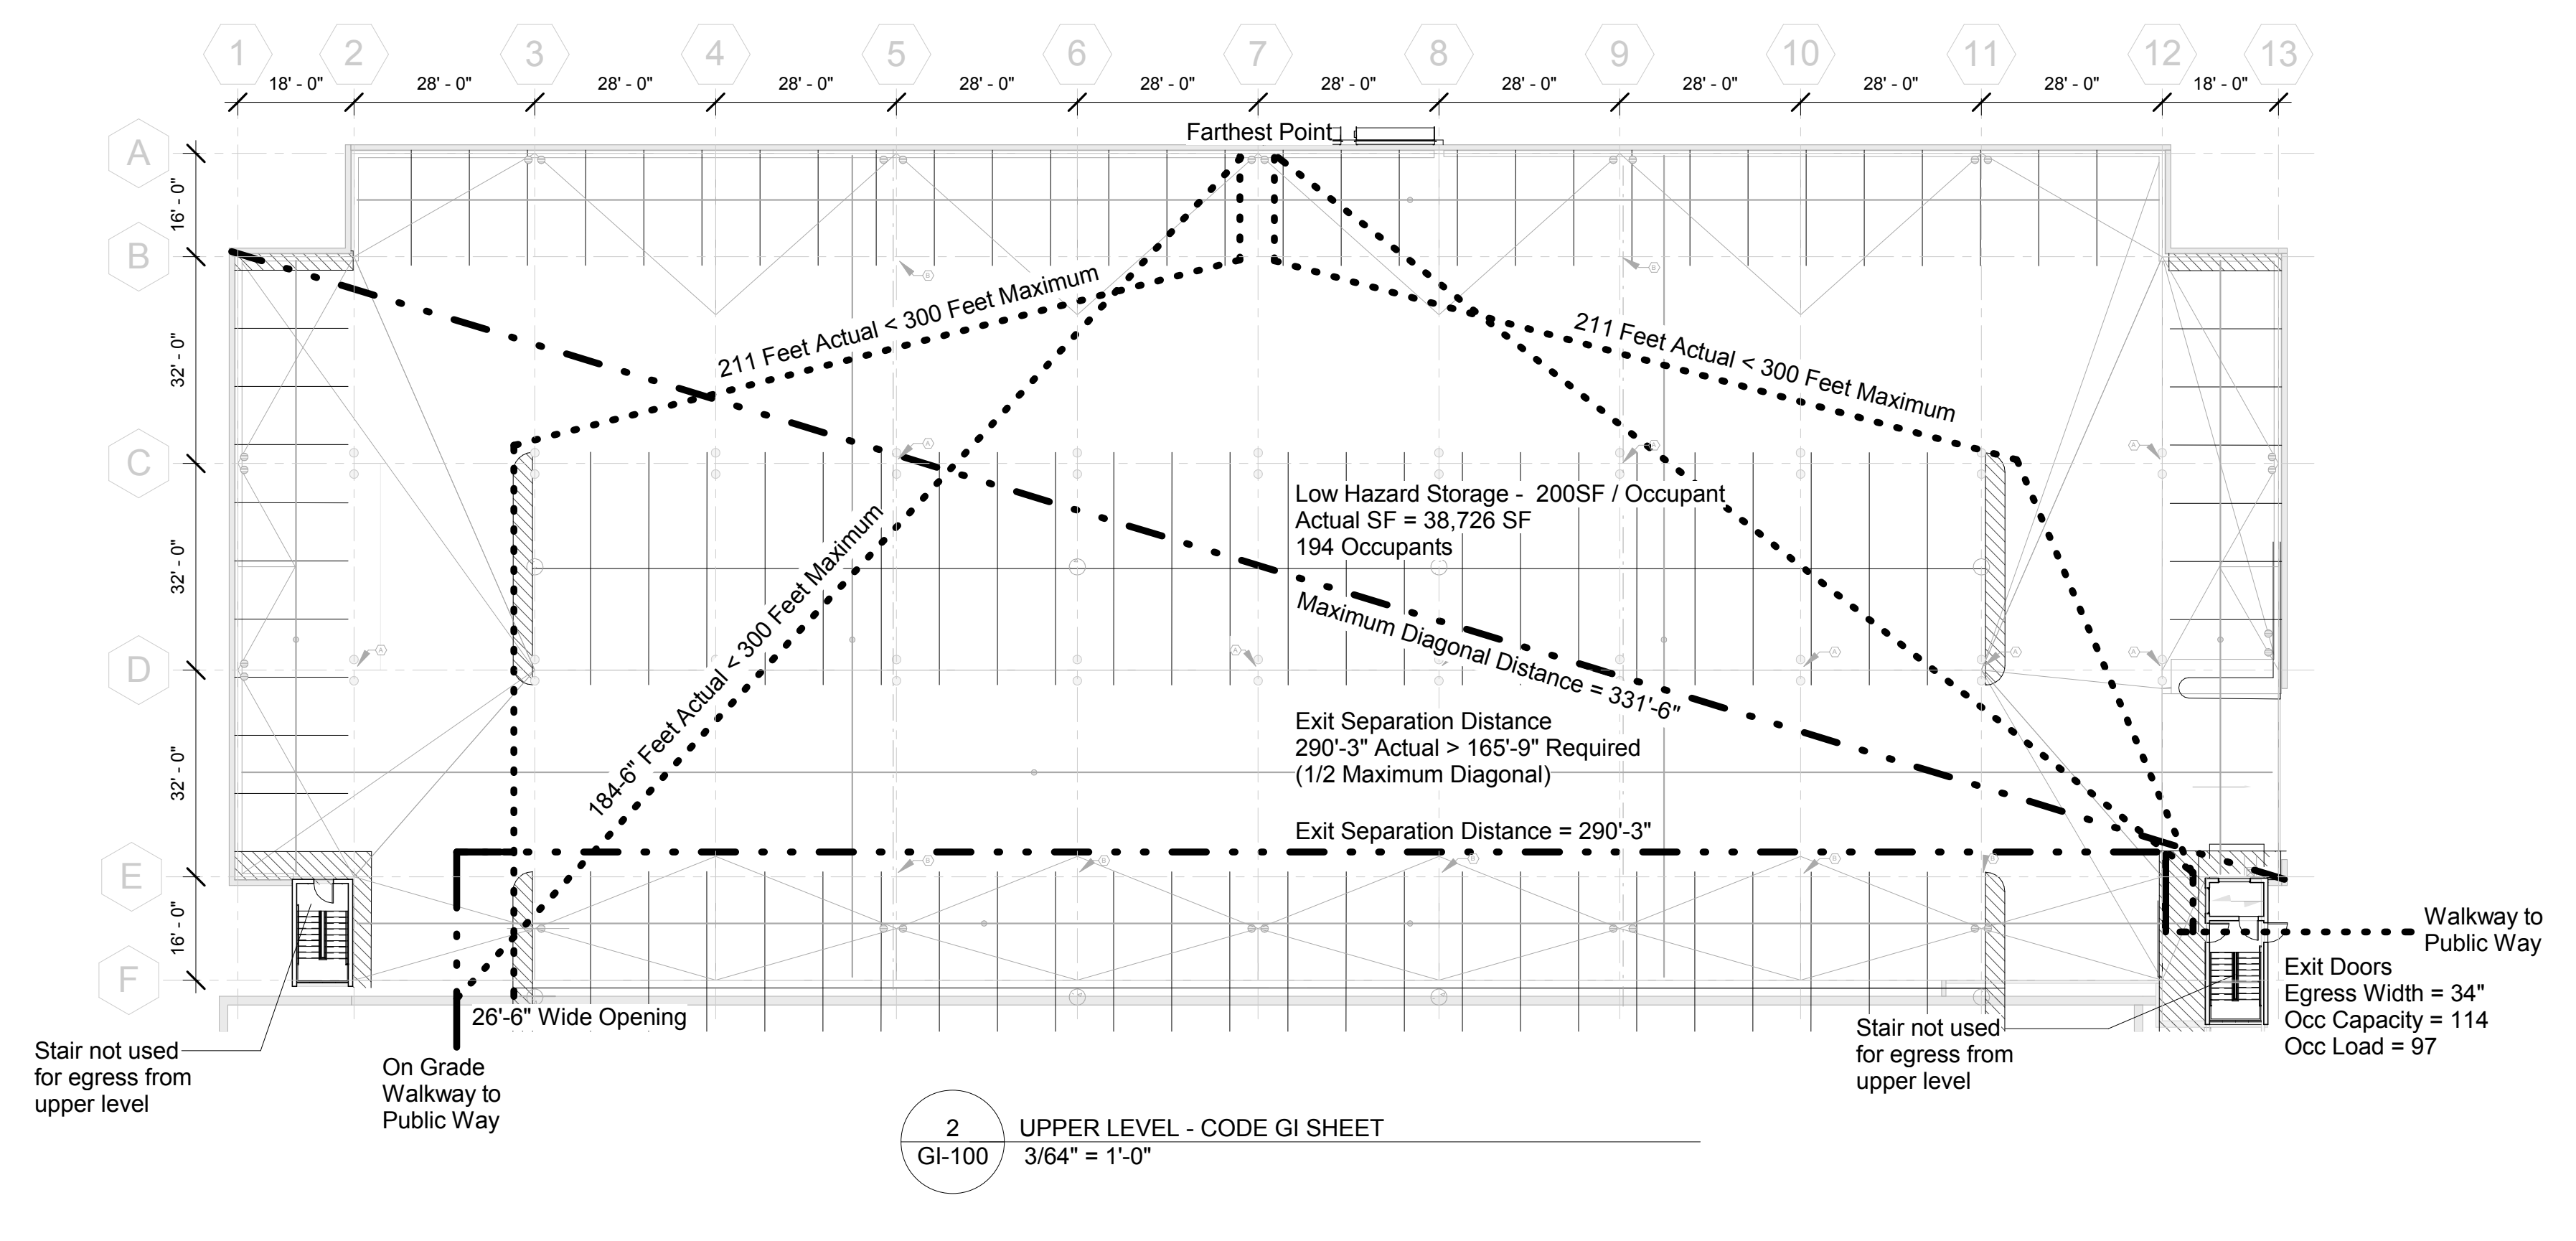 1 2 3 4 5 6 7 8 9 10 11 12 13
18' - 0" 28' - 0" 28' - 0" 28' - 0" 28' - 0" 28' - 0" 28' - 0" 28' - 0" 28' - 0" 28' - 0" 28' - 0" 18' - 0"
Farthest Point
A
16' - 0"
B
32' - 0"
C
32' - 0"
D
32' - 0"
E
16' - 0"
F
211 Feet Actual < 300 Feet Maximum
211 Feet Actual < 300 Feet Maximum
184-6" Feet Actual < 300 Feet Maximum
Low Hazard Storage - 200SF / Occupant
Actual SF = 38,726 SF
194 Occupants
Maximum Diagonal Distance = 331'-6"
Exit Separation Distance
290'-3" Actual > 165'-9" Required
(1/2 Maximum Diagonal)
Exit Separation Distance = 290'-3"
Walkway to
Public Way
Exit Doors
Egress Width = 34"
Occ Capacity = 114
Occ Load = 97
26'-6" Wide Opening
Stair not used
for egress from
upper level
On Grade
Walkway to
Public Way
Stair not used
for egress from
upper level
2
GI-100
UPPER LEVEL - CODE GI SHEET
3/64" = 1'-0"